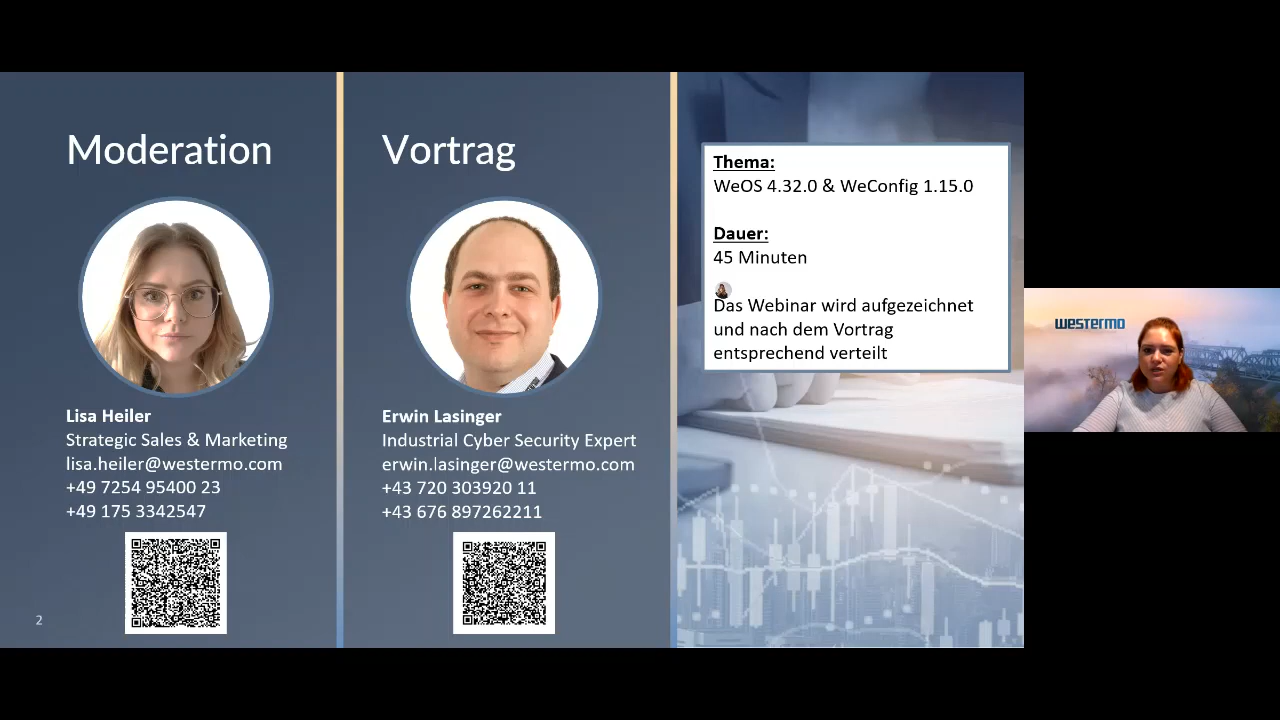 Moderation
Lisa Heiler
Strategic Sales & Marketing
lisa.heiler@westermo.com
+49 7254 95400 23
+49 175 3342547
2
Vortrag
Erwin Lasinger
Industrial Cyber Security Expert
erwin.lasinger@westermo.com
+43 720 303920 11
+43 676 897262211
Thema:
WeOS 4.32.0 & WeConfig 1.15.0
Dauer:
45 Minuten
Das Webinar wird aufgezeichnet
und nach dem Vortrag
entsprechend verteilt
westermo